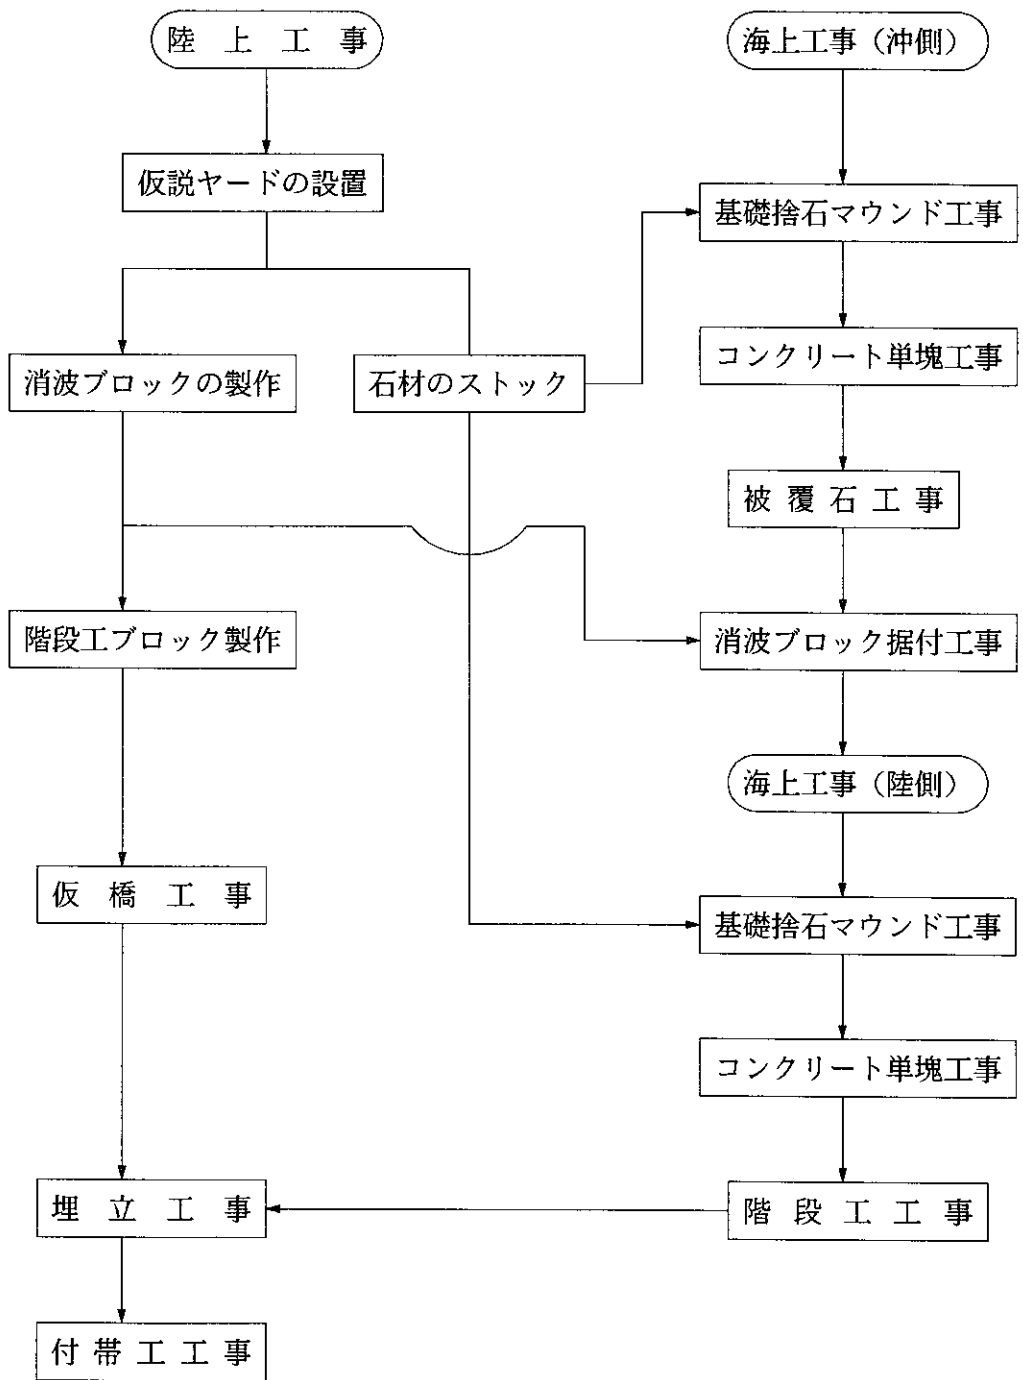 陸上工事
海上工事(沖側)
仮説ヤードの設置
基礎捨石マウンド工事
コンクリート単塊工事
消波ブロックの製作
石材のストック
被覆石工事
階段工ブロック製作
消波ブロック据付工事
海上工事(陸側)
仮橋工事
基礎捨石マウンド工事
コンクリート単塊工事
埋立工事
階段工工事
付帯工工事